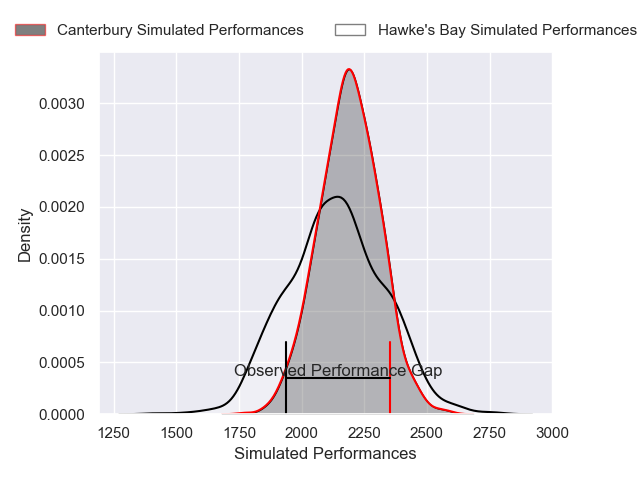 Canterbury Simulated Performances Hawke's Bay Simulated Performances
0.0030
0.0025
0.0020
0.0015
0.0010
0.0005
0.0000
Density
Observed Performance Gap
1250 1500 1750 2000 2250 2500 2750 3000
Simulated Performances